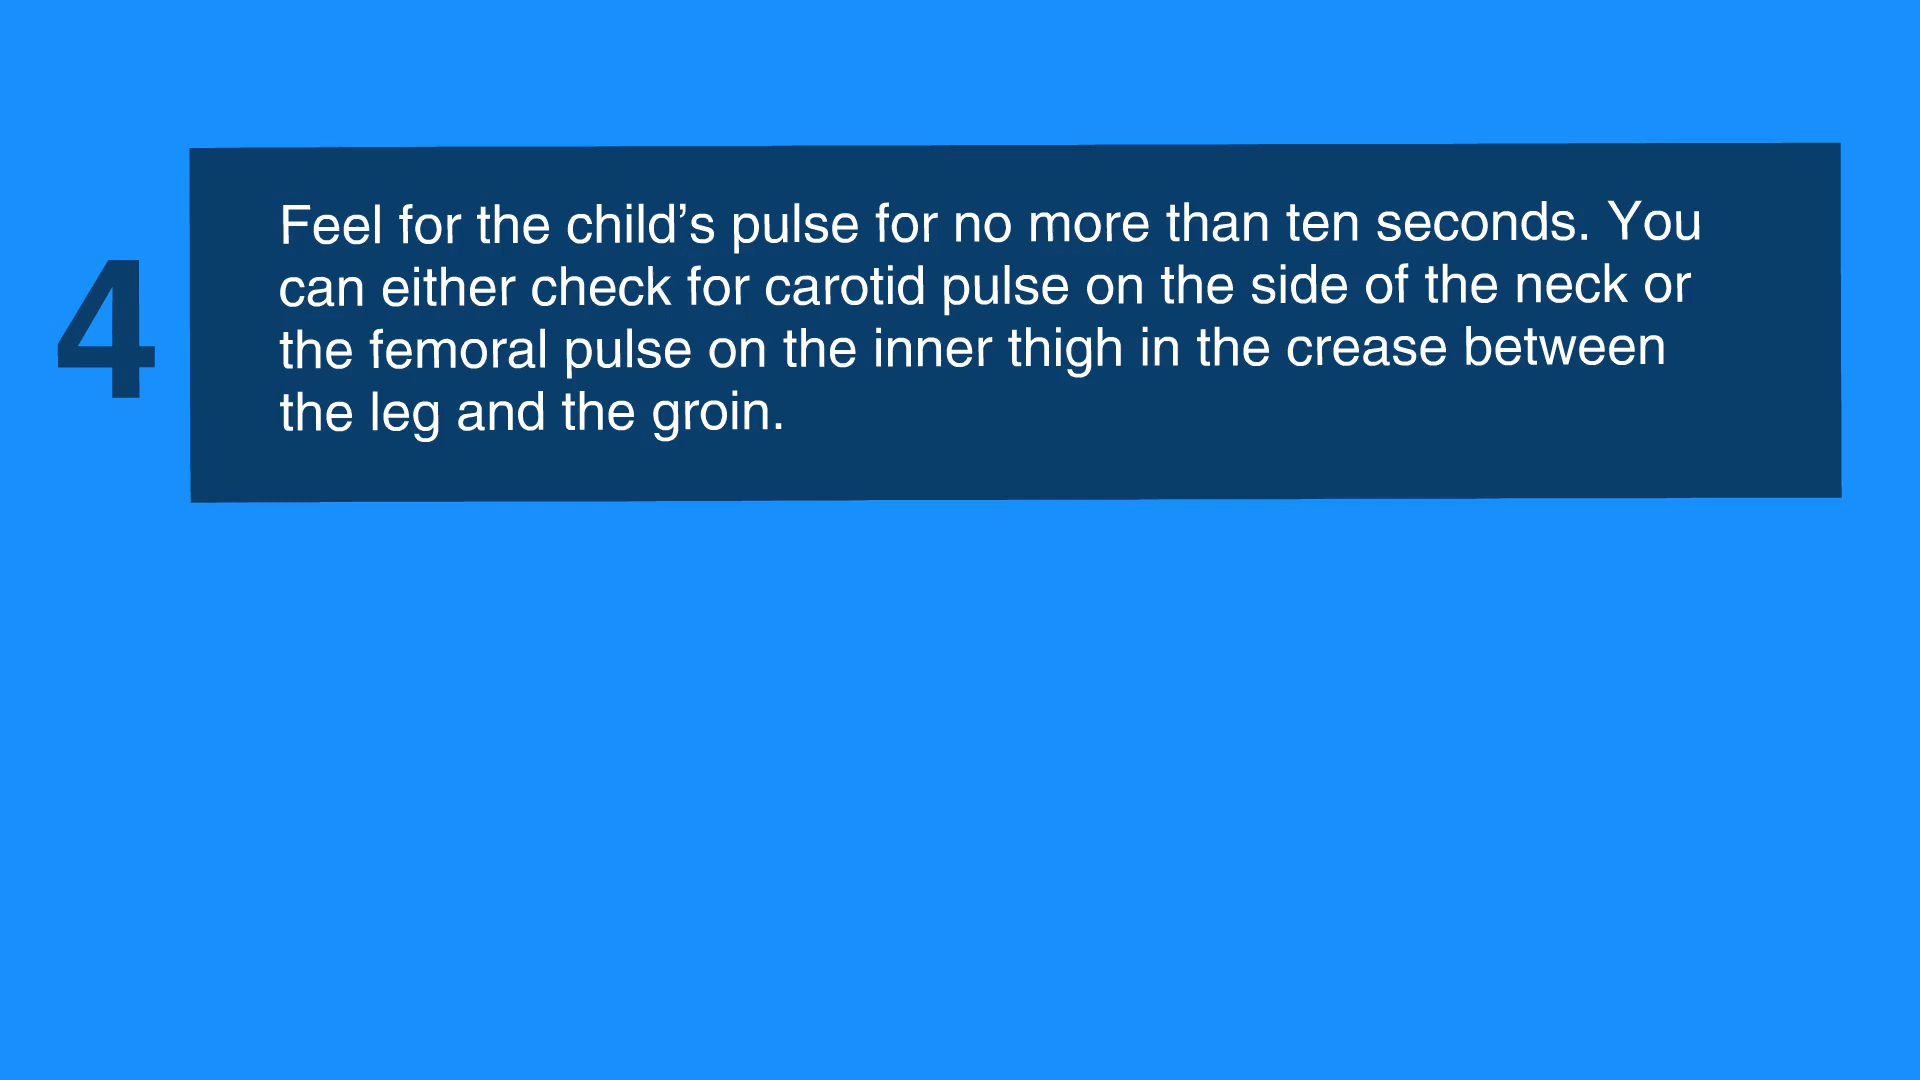 4
Feel for the child’s pulse for no more than ten seconds. You
can either check for carotid pulse on the side of the neck or
the femoral pulse on the inner thigh in the crease between
the leg and the groin.